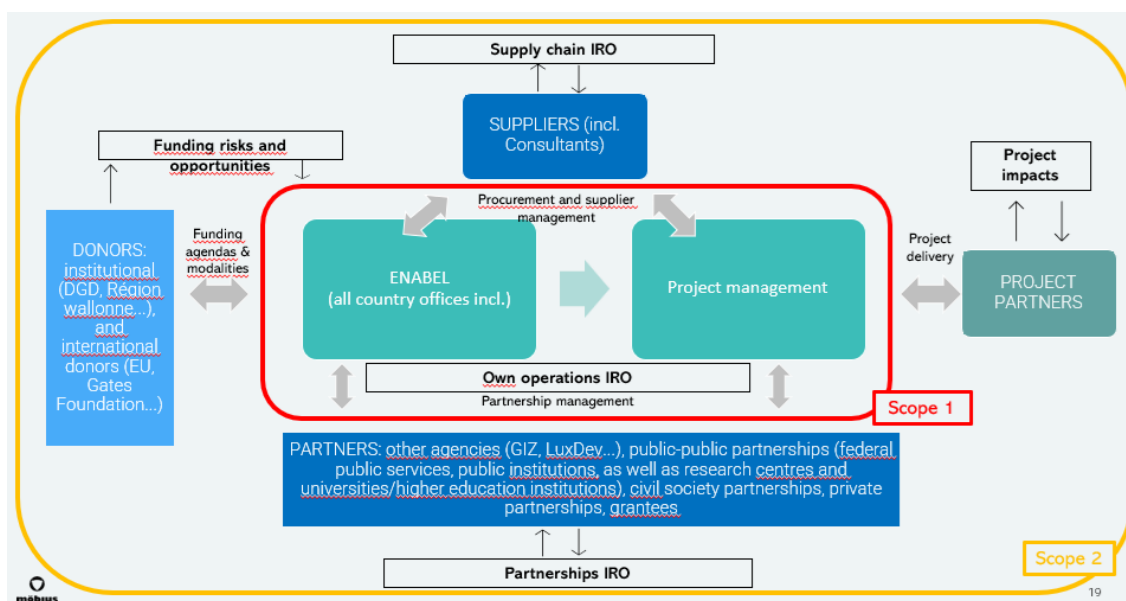 Supply chain IRO
SUPPLIERS (incl.
Consultants)
Funding risks and
opportunities
Project
impacts
Procurement and supplier
management
Funding
agendas &
modalities
DONORS:
institutional
(DGD, Région
wallonne...),
and
international
donors (EU,
Gates
Foundation...)
ENABEL
(all country offices incl.)
Project management
Project
delivery
PROJECT
PARTNERS
Own operations IRO
Partnership management
Scope 1
PARTNERS: other agencies (GIZ, LuxDev...), public-public partnerships (federal
public services, public institutions, as well as research centres and
universities/higher education institutions), civil society partnerships, private
partnerships, grantees
Partnerships IRO
Scope 2
möbius
19